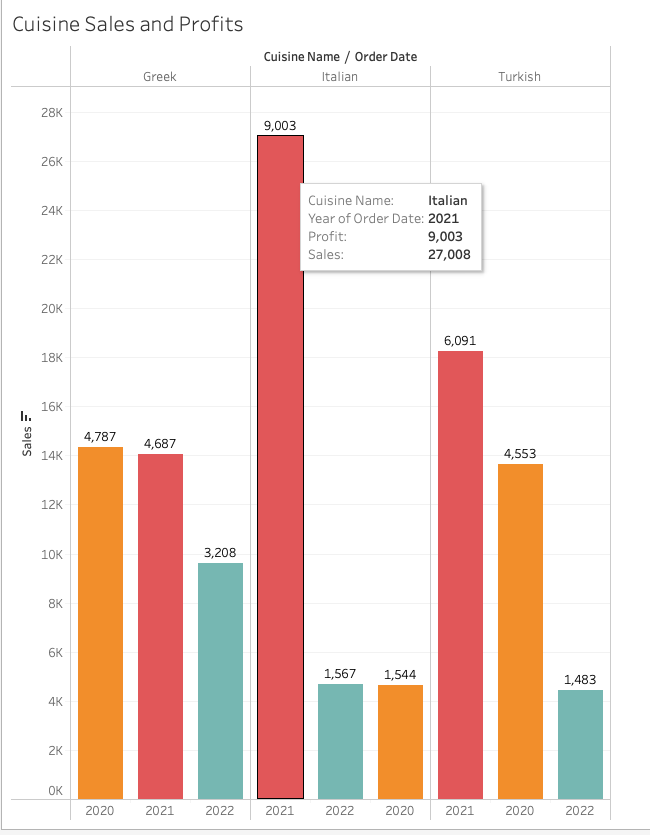 Cuisine Sales and Profits
Cuisine Name / Order Date
Greek Italian Turkish
28K
26K
24K
22K
20K
18K
16K
14K
12K
10K
8K
6K
4K
2K
0K
Sales
4,787
4,687
3,208
9,003
1,567
1,544
6,091
4,553
1,483
Cuisine Name: Italian
Year of Order Date: 2021
Profit: 9,003
Sales: 27,008
2020 2021 2022 2021 2022 2020 2021 2020 2022